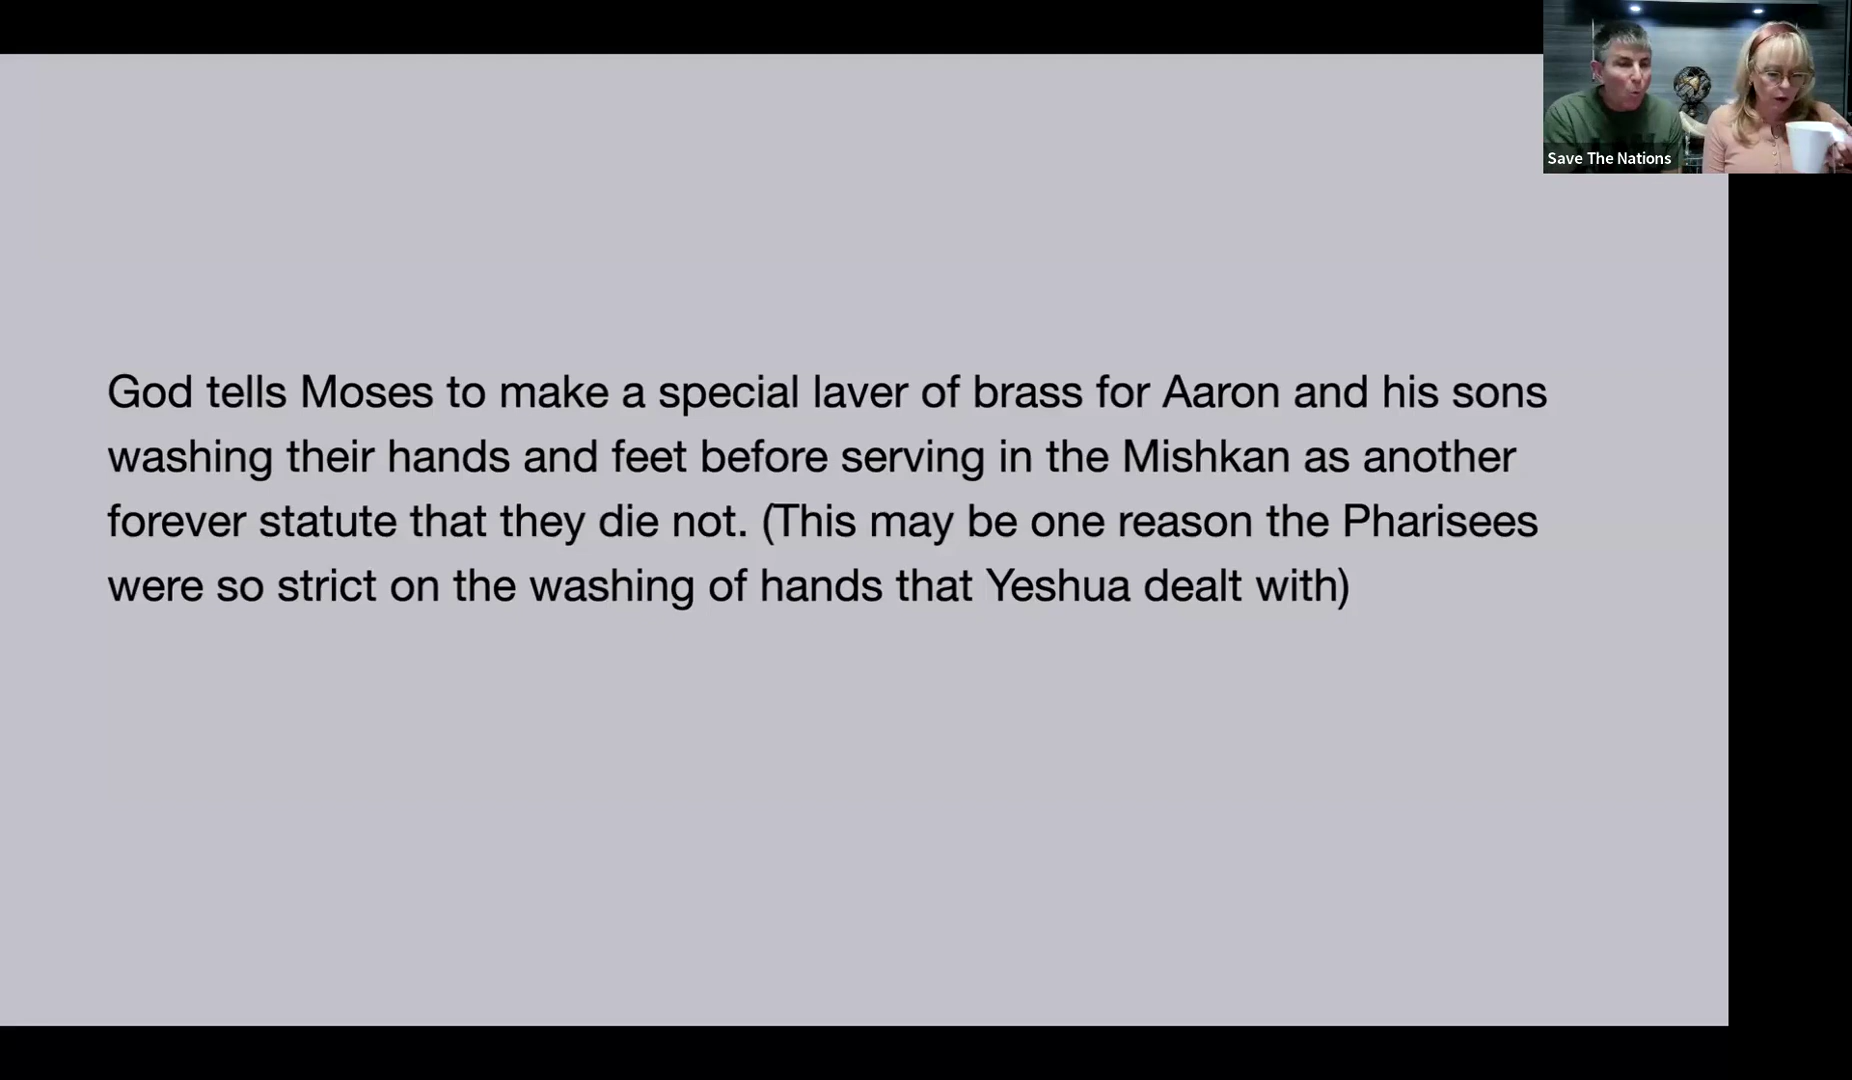 Save The Nations
God tells Moses to make a special laver of brass for Aaron and his sons
washing their hands and feet before serving in the Mishkan as another
forever statute that they die not. (This may be one reason the Pharisees
were so strict on the washing of hands that Yeshua dealt with)